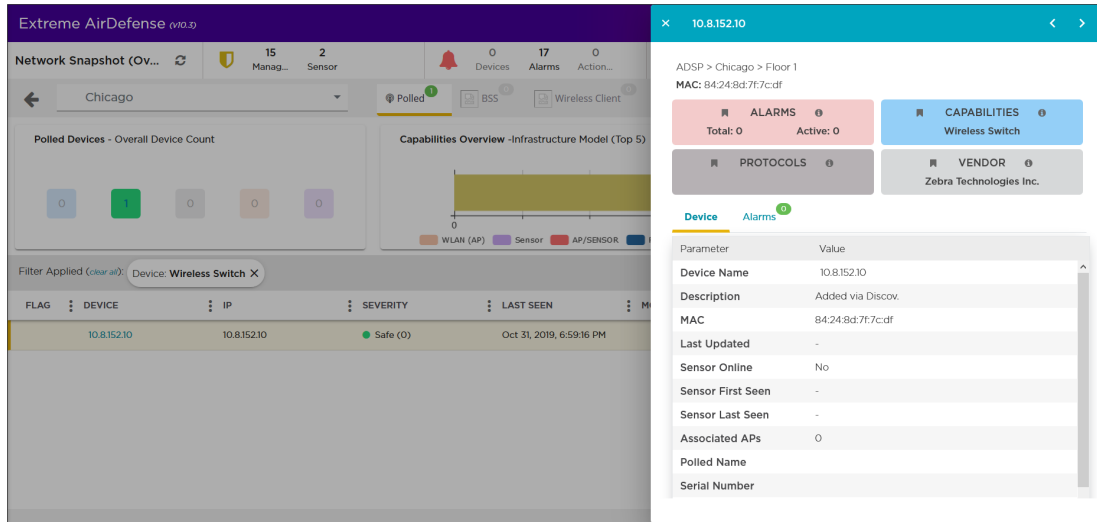 Extreme AirDefense (v10.3)
Network Snapshot (Ov...
15
Manag...
2
Sensor
0
Devices
17
Alarms
0
Action...
Chicago
Polled 1
BSS 0
Wireless Client 0
Polled Devices - Overall Device Count
0 1 0 0 0
Capabilities Overview -Infrastructure Model (Top 5)
0
WLAN (AP) Sensor AP/SENSOR
Filter Applied (clear all): Device: Wireless Switch X
FLAG DEVICE IP SEVERITY LAST SEEN
10.8.152.10 10.8.152.10 Safe (0) Oct 31, 2019, 6:59:16 PM
10.8.152.10
ADSP > Chicago > Floor 1
MAC: 84:24:8d:7f:7c:df
ALARMS
Total: 0 Active: 0
CAPABILITIES
Wireless Switch
PROTOCOLS
VENDOR
Zebra Technologies Inc.
Device Alarms 0
Parameter Value
Device Name 10.8.152.10
Description Added via Discov.
MAC 84:24:8d:7f:7c:df
Last Updated -
Sensor Online No
Sensor First Seen -
Sensor Last Seen -
Associated APs 0
Polled Name
Serial Number